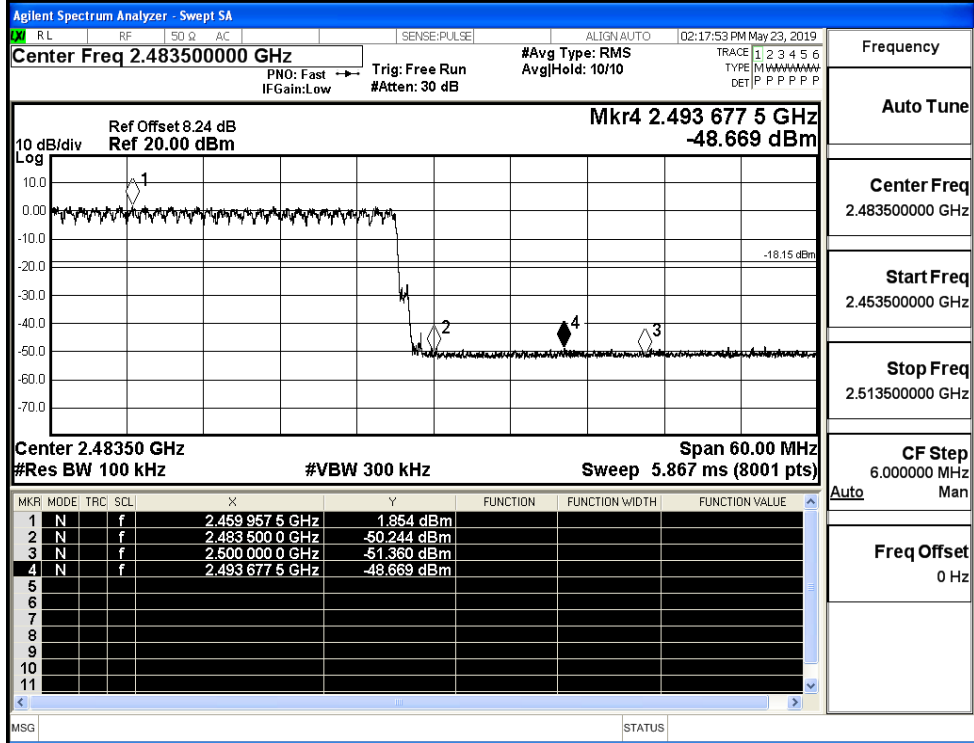 Agilent Spectrum Analyzer - Swept SA
LXI RL RF 50 Ω AC SENSE:PULSE ALIGN AUTO 02:17:53 PM May 23, 2019
Center Freq 2.483500000 GHz #Avg Type: RMS TRACE 1 2 3 4 5 6
PNO: Fast Trig: Free Run Avg|Hold: 10/10 TYPE M WWWWW
IFGain:Low #Atten: 30 dB DET P P P P P P
Mkr4 2.493 677 5 GHz
Ref Offset 8.24 dB
10 dB/div Ref 20.00 dBm -48.669 dBm
Log
10.0
1
0.00
-10.0
-18.15 dBm
-20.0
-30.0
-40.0
2 4 3
-50.0
-60.0
-70.0
Center 2.48350 GHz Span 60.00 MHz
#Res BW 100 kHz #VBW 300 kHz Sweep 5.867 ms (8001 pts)
MKR MODE TRC SCL X Y FUNCTION FUNCTION WIDTH FUNCTION VALUE
1 N f 2.459 957 5 GHz 1.854 dBm
2 N f 2.483 500 0 GHz -50.244 dBm
3 N f 2.500 000 0 GHz -51.360 dBm
4 N f 2.493 677 5 GHz -48.669 dBm
5
6
7
8
9
10
11
MSG STATUS
Frequency
Auto Tune
Center Freq
2.483500000 GHz
Start Freq
2.453500000 GHz
Stop Freq
2.513500000 GHz
CF Step
6.000000 MHz
Auto Man
Freq Offset
0 Hz